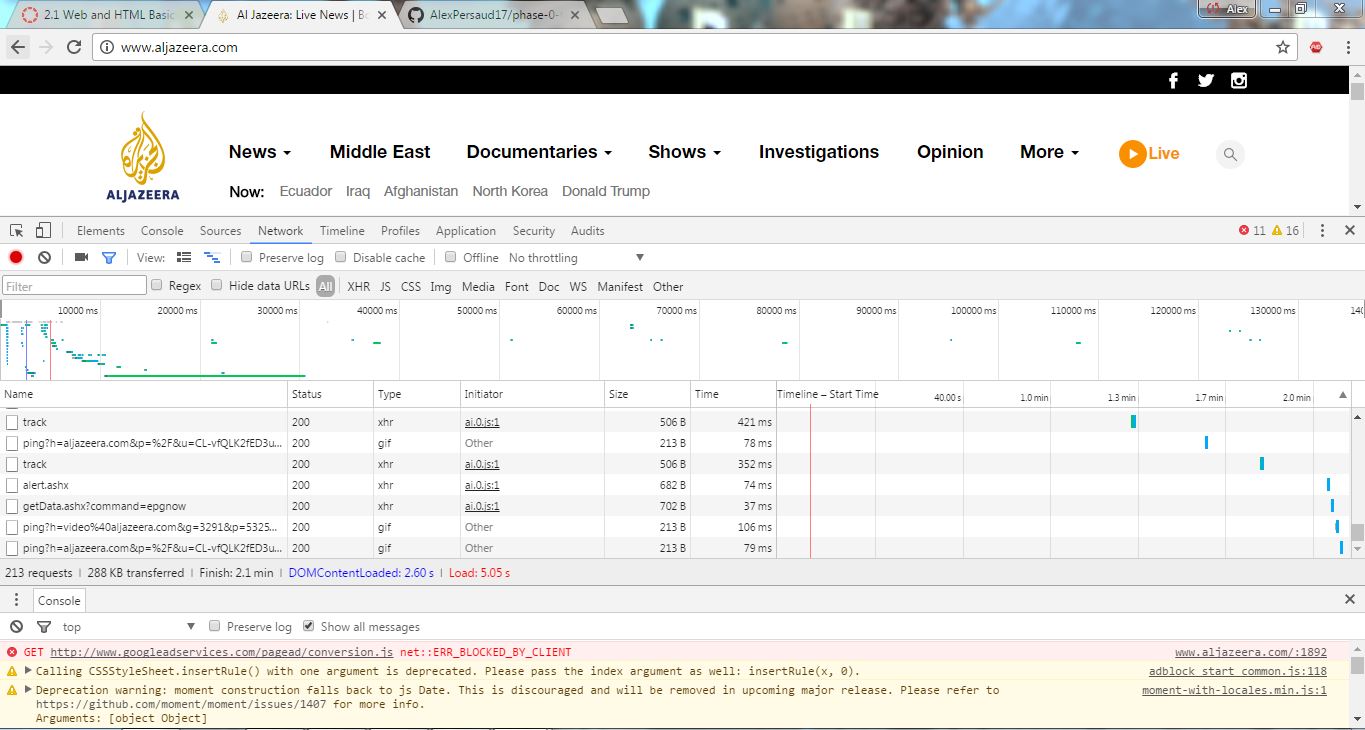 2.1 Web and HTML Basic
Al Jazeera: Live News | Bo
AlexPersaud17/phase-0-
Alex
www.aljazeera.com
ALJAZEERA
News
Middle East
Documentaries
Shows
Investigations
Opinion
More
Live
Now: Ecuador Iraq Afghanistan North Korea Donald Trump
Elements Console Sources Network Timeline Profiles Application Security Audits
11 16
View: Preserve log Disable cache Offline No throttling
Filter Regex Hide data URLs All XHR JS CSS Img Media Font Doc WS Manifest Other
10000 ms 20000 ms 30000 ms 40000 ms 50000 ms 60000 ms 70000 ms 80000 ms 90000 ms 100000 ms 110000 ms 120000 ms 130000 ms 140
Name Status Type Initiator Size Time Timeline – Start Time 40.00 s 1.0 min 1.3 min 1.7 min 2.0 min
track 200 xhr ai.0.js:1 506 B 421 ms
ping?h=aljazeera.com&p=%2F&u=CL-vfQLK2fED3u... 200 gif Other 213 B 78 ms
track 200 xhr ai.0.js:1 506 B 352 ms
alert.ashx 200 xhr ai.0.js:1 682 B 74 ms
getData.ashx?command=epgnow 200 xhr ai.0.js:1 702 B 37 ms
ping?h=video%40aljazeera.com&g=3291&p=5325... 200 gif Other 213 B 106 ms
ping?h=aljazeera.com&p=%2F&u=CL-vfQLK2fED3u... 200 gif Other 213 B 79 ms
213 requests | 288 KB transferred | Finish: 2.1 min | DOMContentLoaded: 2.60 s | Load: 5.05 s
Console
top Preserve log Show all messages
GET http://www.googleadservices.com/pagead/conversion.js net::ERR_BLOCKED_BY_CLIENT www.aljazeera.com/:1892
Calling CSSStyleSheet.insertRule() with one argument is deprecated. Please pass the index argument as well: insertRule(x, 0). adblock start common.js:118
Deprecation warning: moment construction falls back to js Date. This is discouraged and will be removed in upcoming major release. Please refer to moment-with-locales.min.js:1
https://github.com/moment/moment/issues/1407 for more info.
Arguments: [object Object]